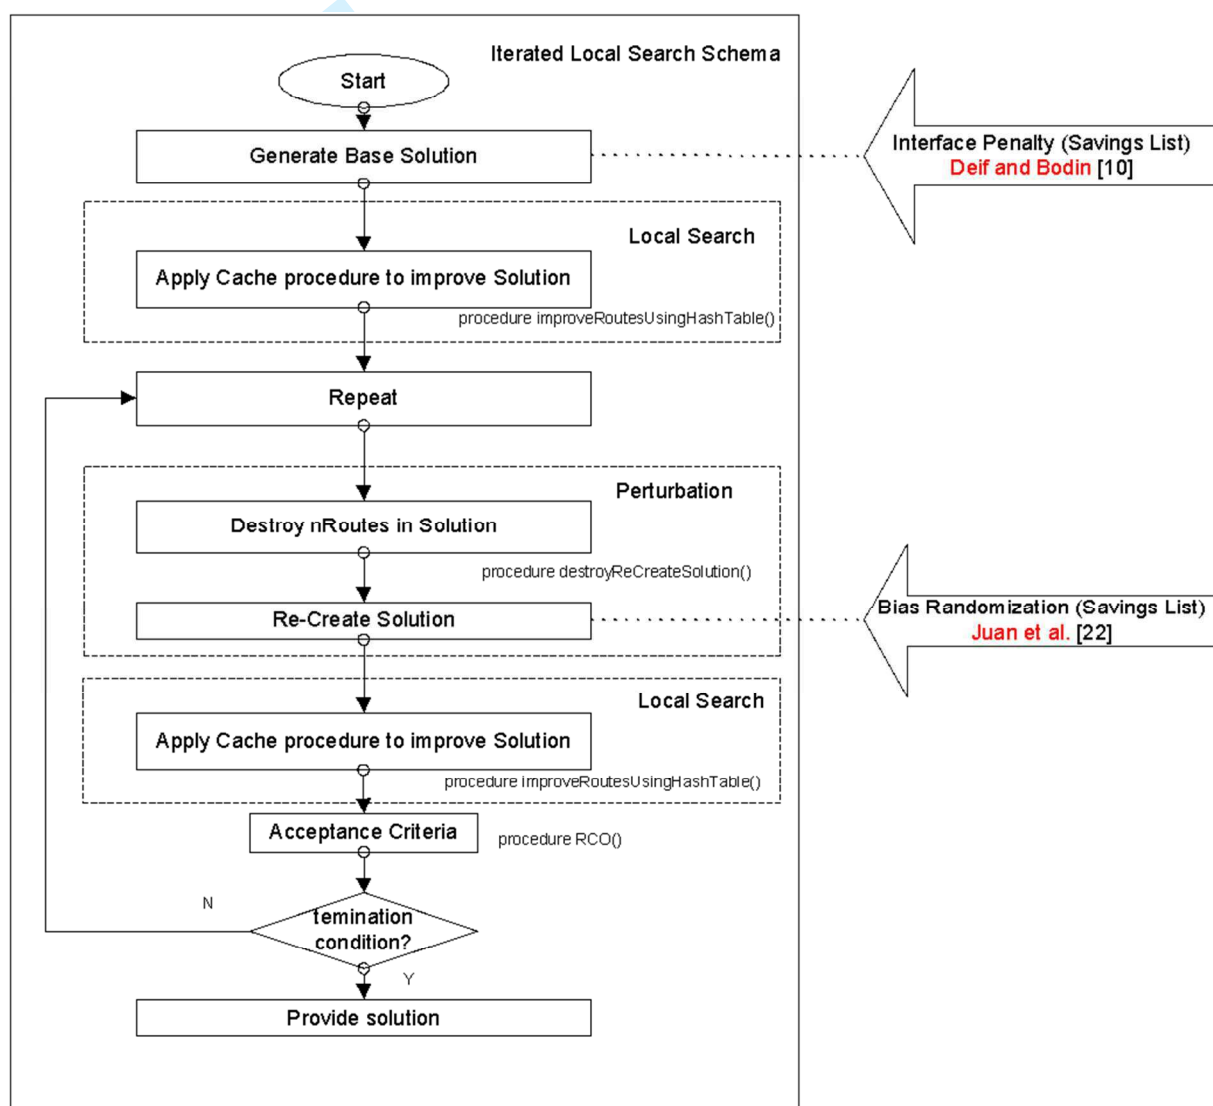 Iterated Local Search Schema
Start
Generate Base Solution
Interface Penalty (Savings List)
Deif and Bodin [10]
Local Search
Apply Cache procedure to improve Solution
procedure improveRoutesUsingHashTable()
Repeat
Perturbation
Destroy nRoutes in Solution
procedure destroyReCreateSolution()
Re-Create Solution
Bias Randomization (Savings List)
Juan et al. [22]
Local Search
Apply Cache procedure to improve Solution
procedure improveRoutesUsingHashTable()
Acceptance Criteria
procedure RCO()
N
temination
condition?
Y
Provide solution